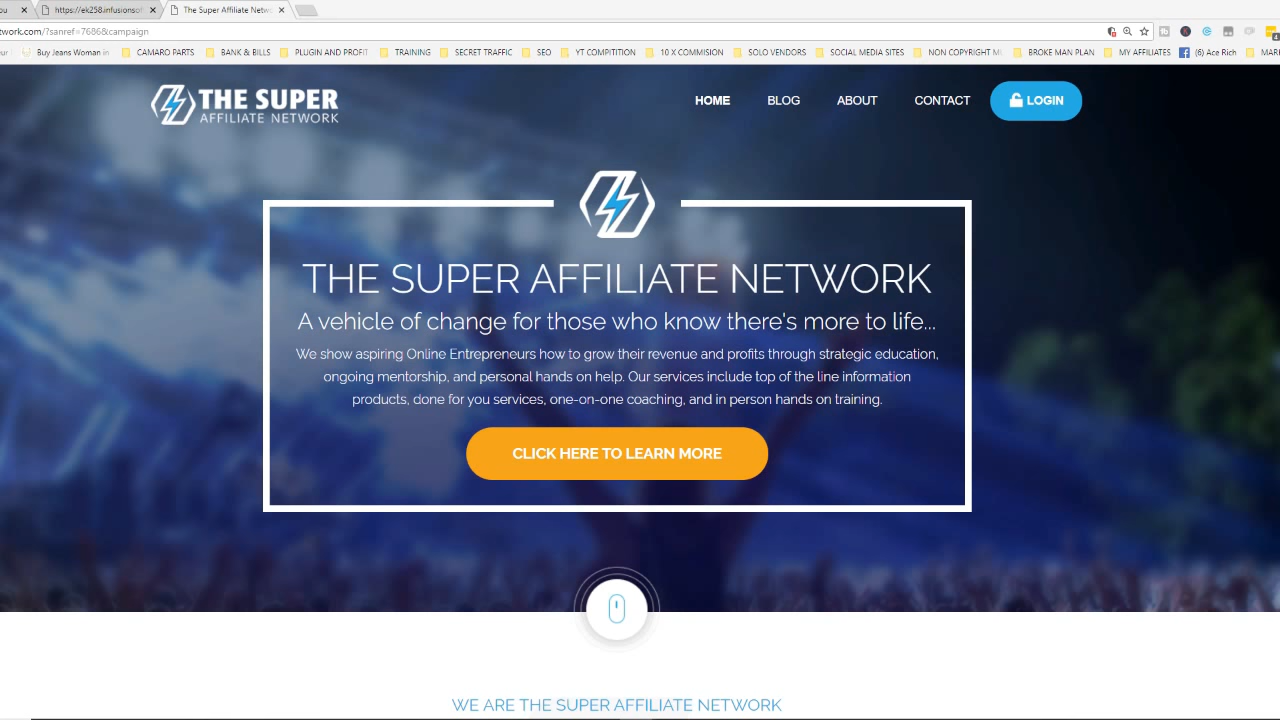 https://ek258.infusionsof
The Super Affiliate Netwo
twork.com/?sanref=7686&campaign
Buy Jeans Woman in
CAMARO PARTS
BANK & BILLS
PLUGIN AND PROFIT
TRAINING
SECRET TRAFFIC
SEO
YT COMPITITION
10 X COMMISION
SOLO VENDORS
SOCIAL MEDIA SITES
NON COPYRIGHT MU
BROKE MAN PLAN
MY AFFILIATES
(6) Ace Rich
MAR
THE SUPER
AFFILIATE NETWORK
HOME
BLOG
ABOUT
CONTACT
LOGIN
THE SUPER AFFILIATE NETWORK
A vehicle of change for those who know there's more to life...
We show aspiring Online Entrepreneurs how to grow their revenue and profits through strategic education,
ongoing mentorship, and personal hands on help. Our services include top of the line information
products, done for you services, one-on-one coaching, and in person hands on training.
CLICK HERE TO LEARN MORE
WE ARE THE SUPER AFFILIATE NETWORK